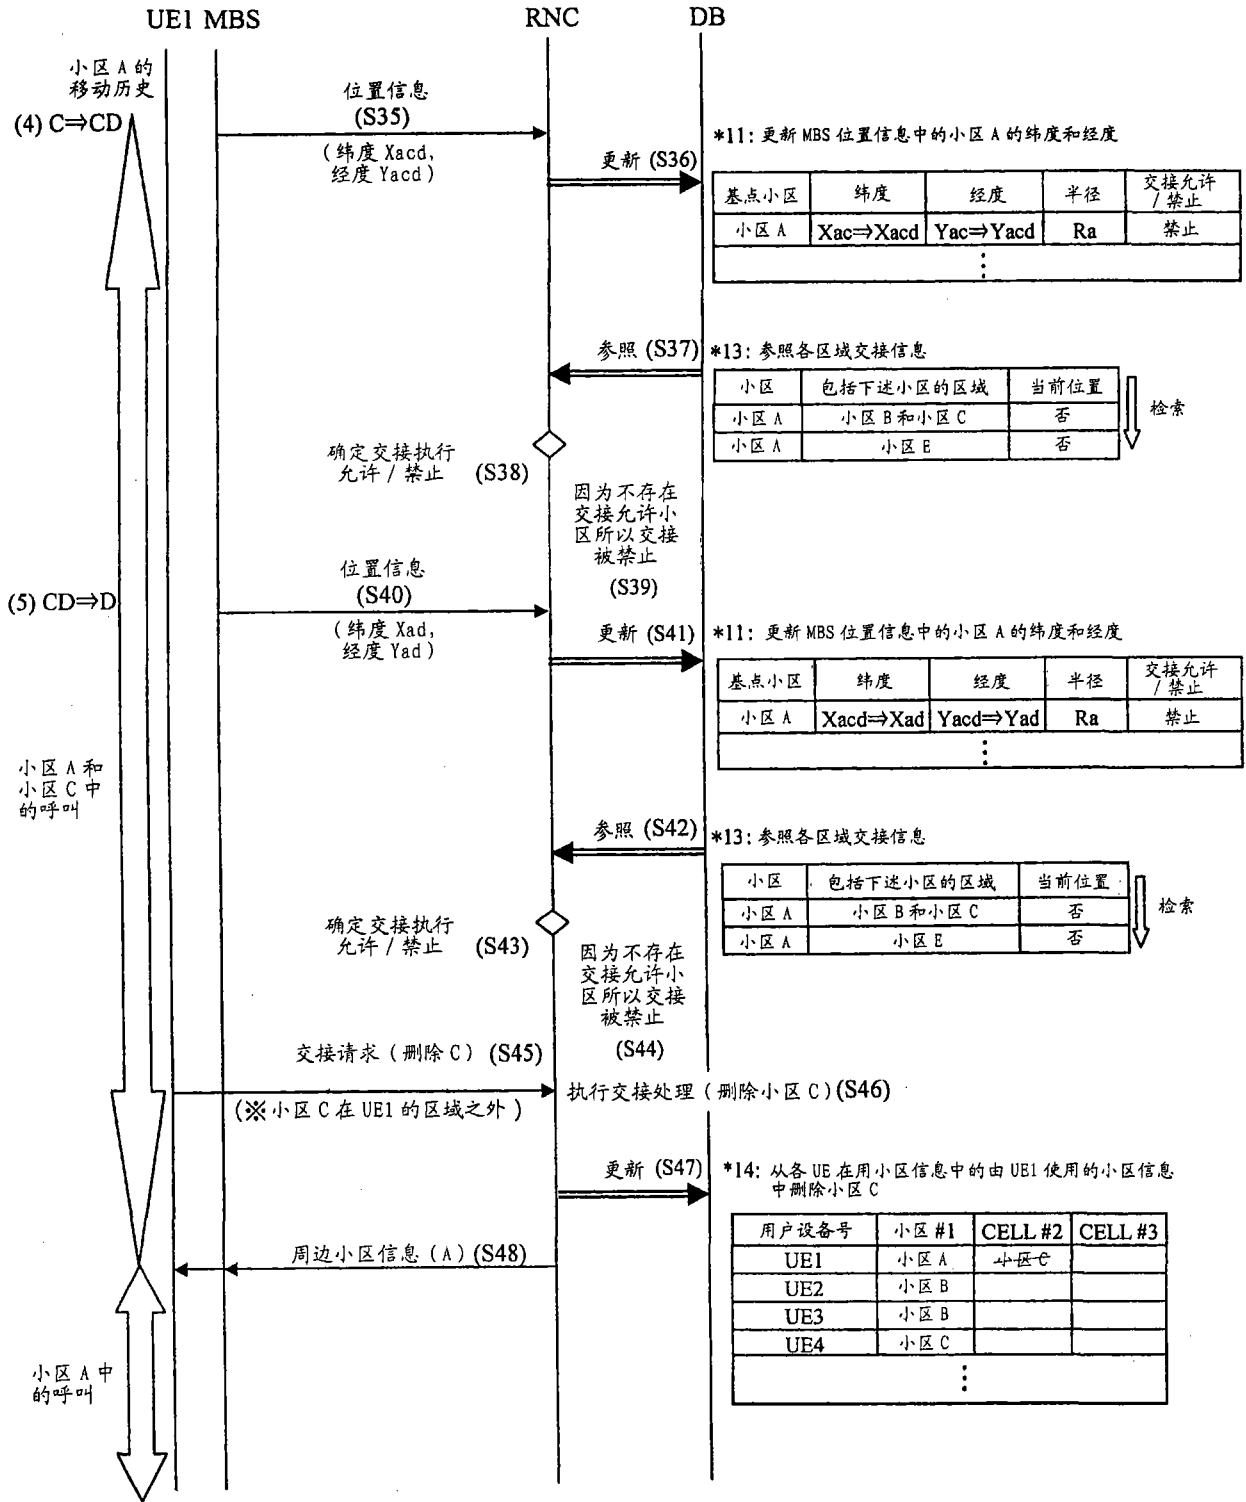 UE1 MBS RNC DB
小区 A 的
移动历史
(4) C⇒CD
位置信息
(S35)
(纬度 Xacd,
经度 Yacd)
更新 (S36)
*11: 更新 MBS 位置信息中的小区 A 的纬度和经度
基点小区 纬度 经度 半径 交接允许/禁止
小区 A Xac⇒Xacd Yac⇒Yacd Ra 禁止
⋮
参照 (S37)
*13: 参照各区域交接信息
小区 包括下述小区的区域 当前位置
小区 A 小区 B 和小区 C 否
小区 A 小区 E 否
检索
确定交接执行
允许 / 禁止 (S38)
因为不存在
交接允许小
区所以交接
被禁止
(S39)
(5) CD⇒D
位置信息
(S40)
(纬度 Xad,
经度 Yad)
更新 (S41)
*11: 更新 MBS 位置信息中的小区 A 的纬度和经度
基点小区 纬度 经度 半径 交接允许/禁止
小区 A Xacd⇒Xad Yacd⇒Yad Ra 禁止
⋮
小区 A 和
小区 C 中
的呼叫
参照 (S42)
*13: 参照各区域交接信息
小区 包括下述小区的区域 当前位置
小区 A 小区 B 和小区 C 否
小区 A 小区 E 否
检索
确定交接执行
允许 / 禁止 (S43)
因为不存在
交接允许小
区所以交接
被禁止
(S44)
交接请求 (删除 C) (S45)
(※小区 C 在 UE1 的区域之外)
执行交接处理 (删除小区 C) (S46)
更新 (S47)
*14: 从各 UE 在用小区信息中的由 UE1 使用的小区信息
中删除小区 C
用户设备号 小区 #1 CELL #2 CELL #3
UE1 小区 A 小区 C
UE2 小区 B
UE3 小区 B
UE4 小区 C
⋮
周边小区信息 (A) (S48)
小区 A 中
的呼叫